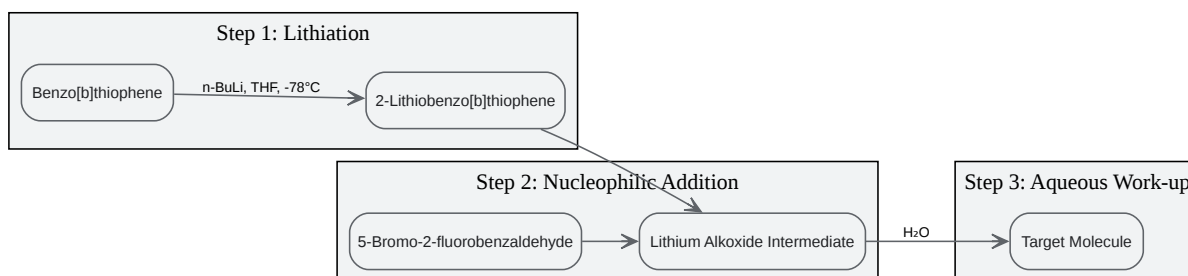 Step 1: Lithiation
Benzo[b]thiophene
n-BuLi, THF, -78°C
2-Lithiobenzo[b]thiophene
Step 2: Nucleophilic Addition
5-Bromo-2-fluorobenzaldehyde
Lithium Alkoxide Intermediate
H₂O
Step 3: Aqueous Work-up
Target Molecule